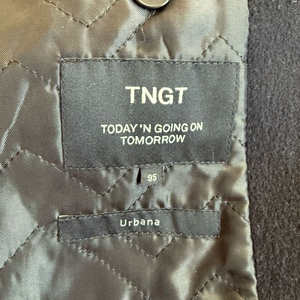 TNGT
TODAY'N GOING ON
TOMORROW
95
Urbana